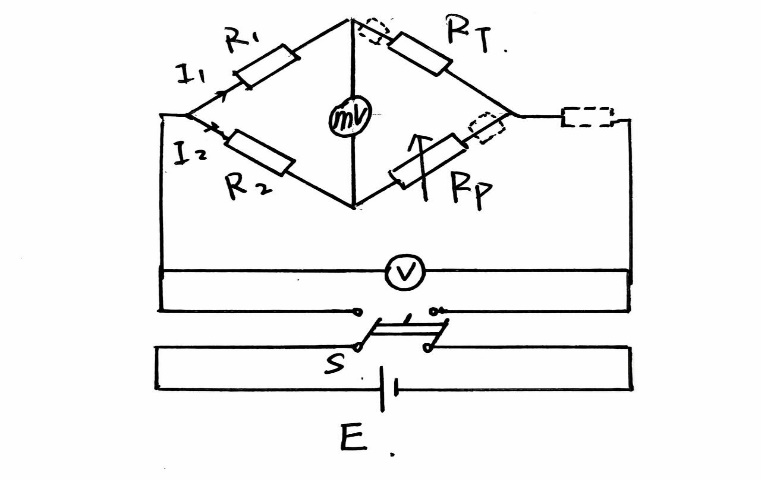 R1
RT.
I1
mV
I2
R2
RP
V
S
E.